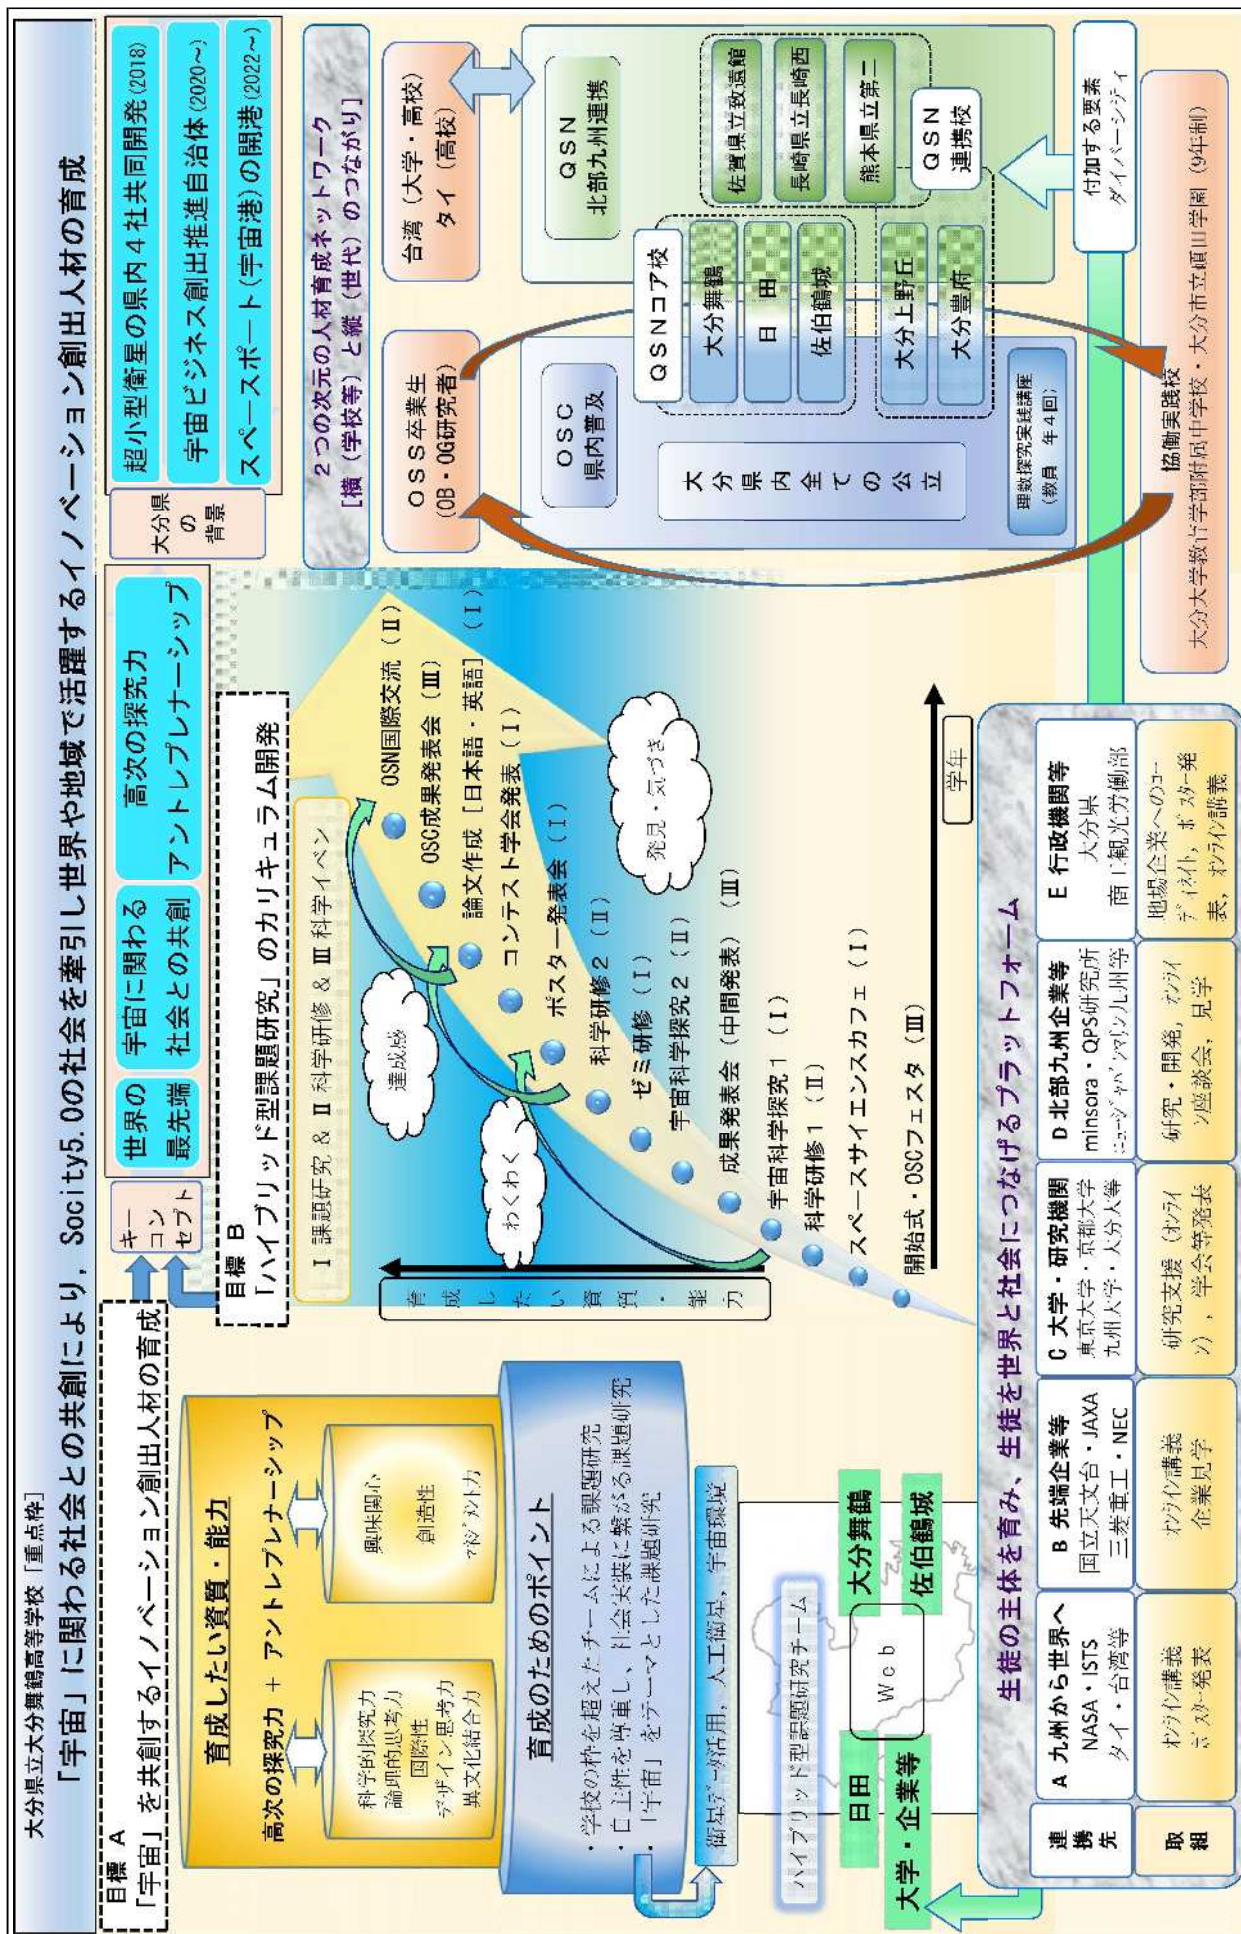 大分県立大分舞鶴高等学校「重点枠」
「宇宙」に関わる社会との共創により，Socity5.0の社会を牽引し世界や地域で活躍するイノベーション創出人材の育成
目標 A
「宇宙」を共創するイノベーション創出人材の育成
キー
コン
セプト
世界の
最先端
宇宙に関わる
社会との共創
高次の探究力
アントレプレナーシップ
大分県
の
背景
超小型衛星の県内４社共同開発(2018)
宇宙ビジネス創出推進自治体(2020～)
スペースポート(宇宙港)の開港(2022～)
育成したい資質・能力
高次の探究力 + アントレプレナーシップ
科学的探究力
論理的思考力
国際性
デザイン思考力
異文化結合力
興味関心
創造性
ﾏﾈｼﾞﾒﾝﾄ力
育成のためのポイント
・学校の枠を超えたチームによる課題研究
・自主性を尊重し、社会実装に繋がる課題研究
・「宇宙」をテーマとした課題研究
衛星データ活用，人工衛星，宇宙環境
ハイブリッド型課題研究チーム
日田
大分舞鶴
Web
大学・企業等
佐伯鶴城
目標 B
「ハイブリッド型課題研究」のカリキュラム開発
Ⅰ 課題研究 & Ⅱ 科学研修 & Ⅲ 科学イベン
育成したい資質・能力
わくわく
達成感
発見・気づき
OSN国際交流（Ⅱ）
OSC成果発表会（Ⅲ）
論文作成［日本語・英語］（Ⅰ）
コンテスト学会発表（Ⅰ）
ポスター発表会（Ⅰ）
科学研修２（Ⅱ）
ゼミ研修（Ⅰ）
宇宙科学探究２（Ⅱ）
成果発表会（中間発表）（Ⅲ）
宇宙科学探究１（Ⅰ）
科学研修１（Ⅱ）
スペースサイエンスカフェ（Ⅰ）
開始式・OSCフェスタ（Ⅲ）
学年
２つの次元の人材育成ネットワーク
［横（学校等）と縦（世代）のつながり］
OSS卒業生
(OB・OG研究者)
台湾（大学・高校）
タイ（高校）
OSC
県内普及
QSN
北部九州連携
大分県内全ての公立
QSNコア校
大分舞鶴
日　田
佐伯鶴城
大分上野丘
大分豊府
佐賀県立致遠館
長崎県立長崎西
熊本県立第二
QSN
連携校
理数探究実践講座
（教員　年４回）
付加する要素
ダイバーシティ
協働実践校
大分大学教育学部附属中学校・大分市立碩田学園（9年制）
生徒の主体を育み、生徒を世界と社会につなげるプラットフォーム
連携先
A 九州から世界へ
NASA・ISTS
タイ・台湾等
B 先端企業等
国立天文台・JAXA
三菱重工・NEC
C 大学・研究機関
東京大学・京都大学
九州大学・大分大等
D 北部九州企業等
minsora・QPS研究所
ﾆｭｰｼﾞｬﾊﾟﾝﾏﾘﾝ九州等
E 行政機関等
大分県
商工観光労働部
取組
ｵﾝﾗｲﾝ講義
ﾎﾟｽﾀｰ発表
ｵﾝﾗｲﾝ講義
企業見学
研究支援（ｵﾝﾗｲ
ﾝ），学会等発表
研究・開発，ｵﾝﾗｲ
ﾝ座談会，見学
地場企業へのｺｰ
ﾃﾞｨﾈｲﾄ，ﾎﾟｽﾀｰ発
表，ｵﾝﾗｲﾝ講義